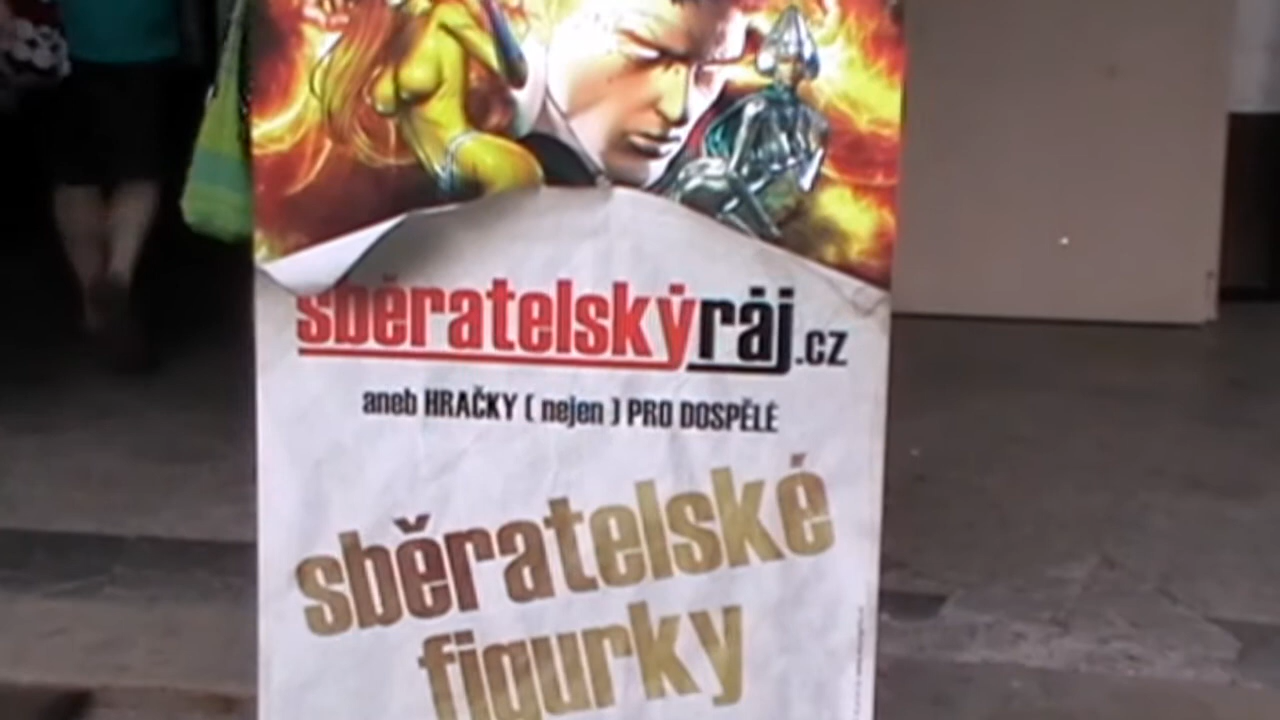 sběratelskýráj.cz
aneb HRAČKY ( nejen ) PRO DOSPĚLÉ
sběratelské
figurky